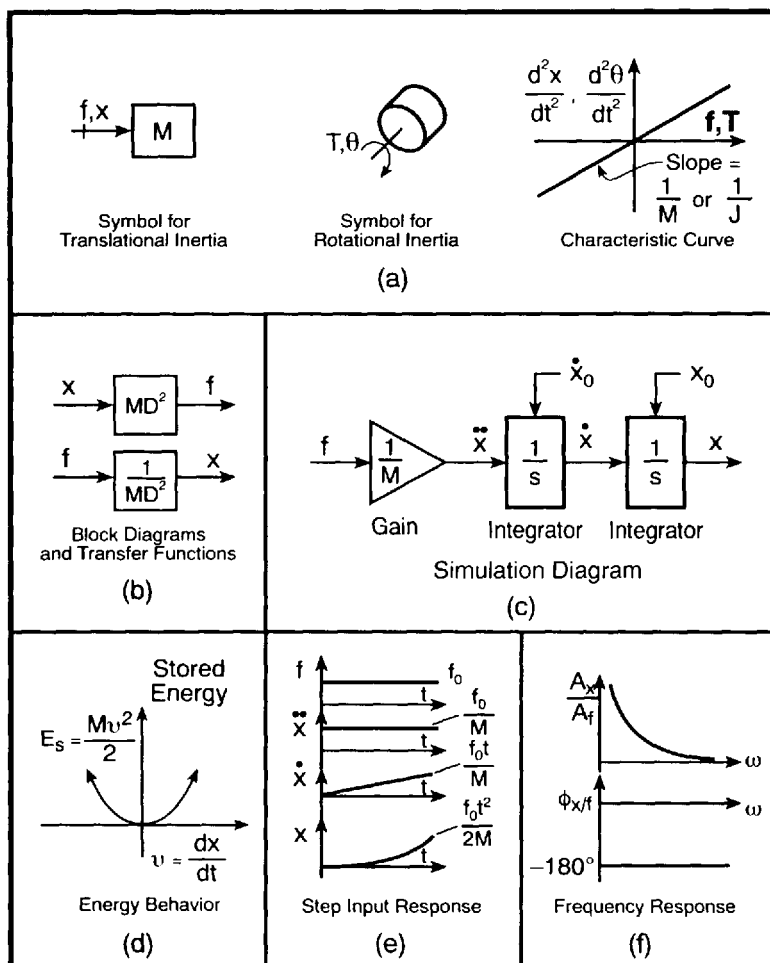 f,x
M
Symbol for
Translational Inertia
T,θ
Symbol for
Rotational Inertia
d²x/dt² , d²θ/dt²
f,T
Slope =
1/M or 1/J
Characteristic Curve
(a)
x
MD²
f
f
1/MD²
x
Block Diagrams
and Transfer Functions
(b)
ẋ₀
x₀
f
1/M
ẍ
1/s
ẋ
1/s
x
Gain
Integrator
Integrator
Simulation Diagram
(c)
Stored
Energy
E_s = Mυ²/2
υ = dx/dt
Energy Behavior
(d)
f
f₀
t
ẍ
f₀/M
t
ẋ
f₀t/M
t
x
f₀t²/2M
t
Step Input Response
(e)
A_x/A_f
ω
ϕ_x/f
ω
−180°
Frequency Response
(f)